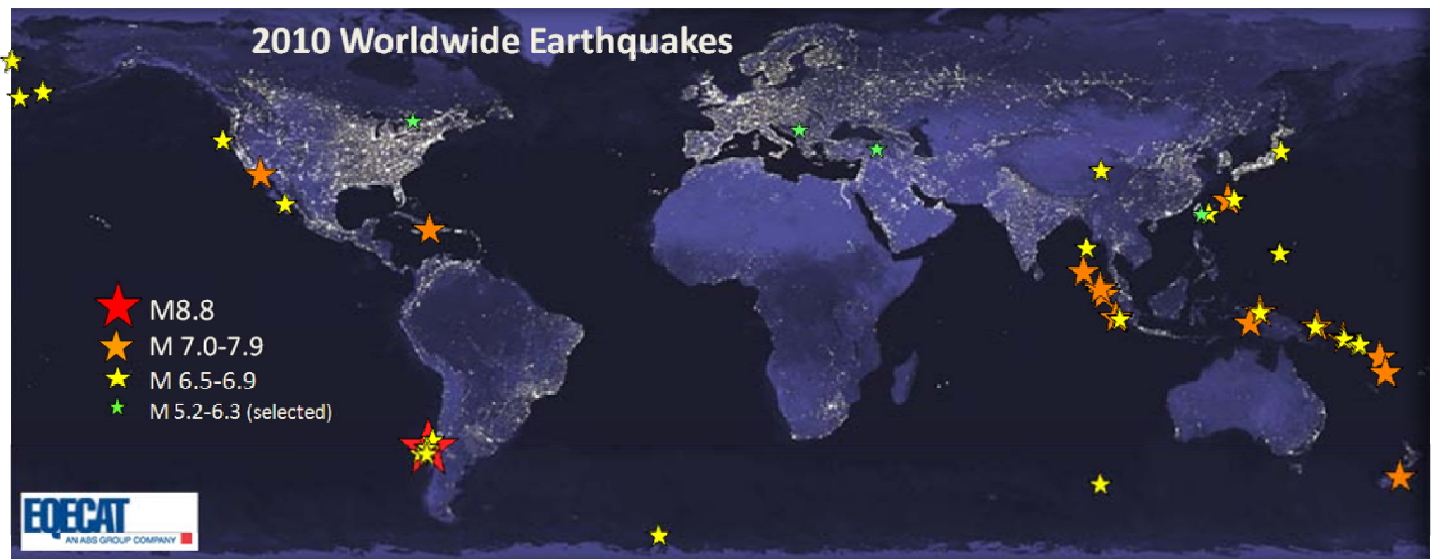 2010 Worldwide Earthquakes
M8.8
M 7.0-7.9
M 6.5-6.9
M 5.2-6.3 (selected)
EQECAT
AN ABS GROUP COMPANY